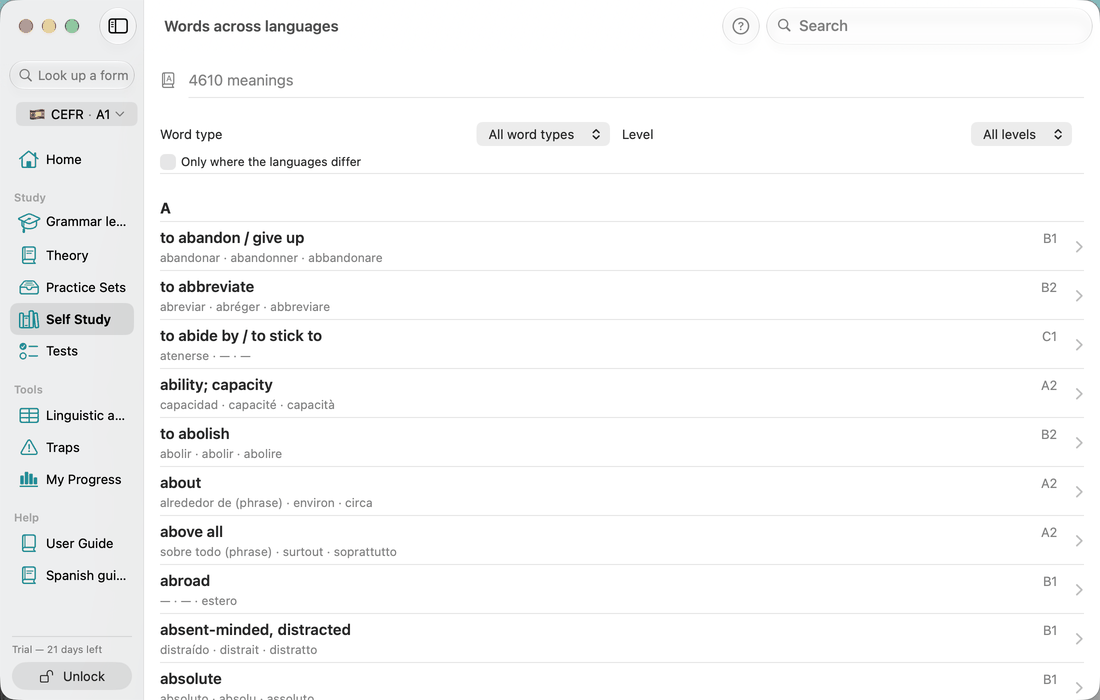 Words across languages
Search
Look up a form
CEFR · A1
Home
Study
Grammar le...
Theory
Practice Sets
Self Study
Tests
Tools
Linguistic a...
Traps
My Progress
Help
User Guide
Spanish gui...
Trial — 21 days left
Unlock
4610 meanings
Word type
All word types
Level
All levels
Only where the languages differ
A
to abandon / give up
B1
abandonar · abandonner · abbandonare
to abbreviate
B2
abreviar · abréger · abbreviare
to abide by / to stick to
C1
atenerse · — · —
ability; capacity
A2
capacidad · capacité · capacità
to abolish
B2
abolir · abolir · abolire
about
A2
alrededor de (phrase) · environ · circa
above all
A2
sobre todo (phrase) · surtout · soprattutto
abroad
B1
— · — · estero
absent-minded, distracted
B1
distraído · distrait · distratto
absolute
B1
absoluto · absolu · assoluto